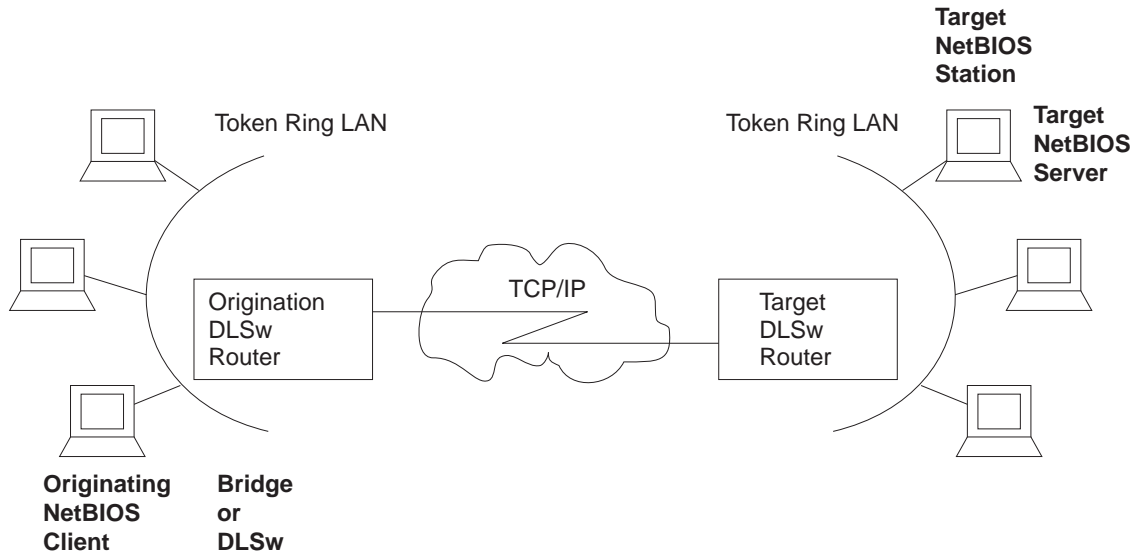 Target
NetBIOS
Station
Token Ring LAN
Token Ring LAN
Target
NetBIOS
Server
Origination
DLSw
Router
TCP/IP
Target
DLSw
Router
Originating
NetBIOS
Client
Bridge
or
DLSw